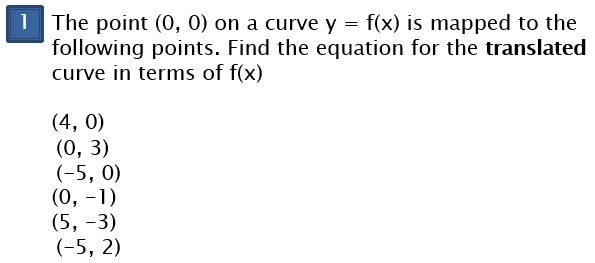 1 The point (0, 0) on a curve y = f(x) is mapped to the
following points. Find the equation for the translated
curve in terms of f(x)
(4, 0)
(0, 3)
(-5, 0)
(0, -1)
(5, -3)
(-5, 2)